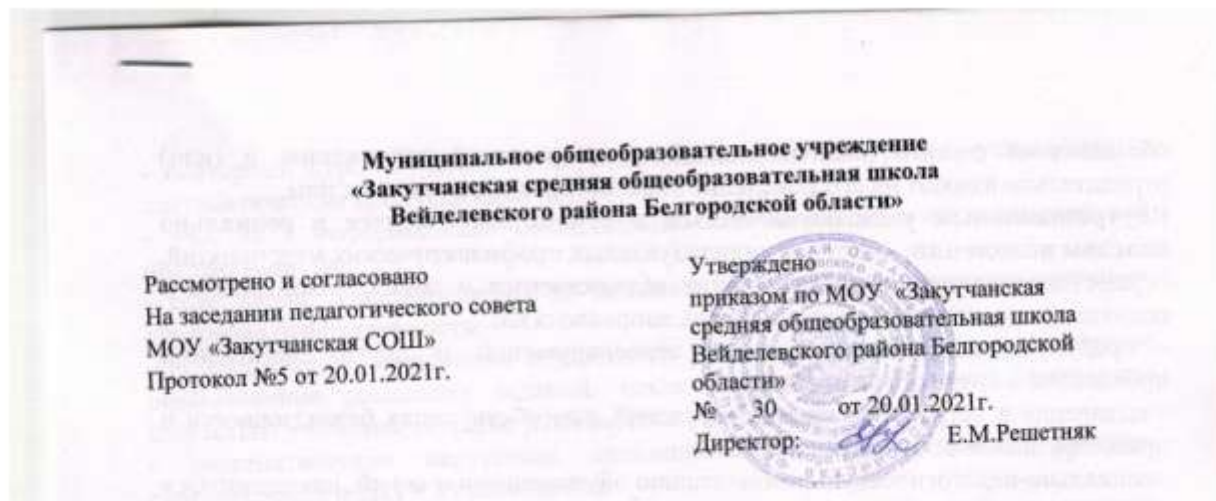 Муниципальное общеобразовательное учреждение
«Закутчанская средняя общеобразовательная школа
Вейделевского района Белгородской области»
Рассмотрено и согласовано
На заседании педагогического совета
МОУ «Закутчанская СОШ»
Протокол №5 от 20.01.2021г.
Утверждено
приказом по МОУ «Закутчанская
средняя общеобразовательная школа
Вейделевского района Белгородской
области»
№ 30 от 20.01.2021г.
Директор: Е.М.Решетняк